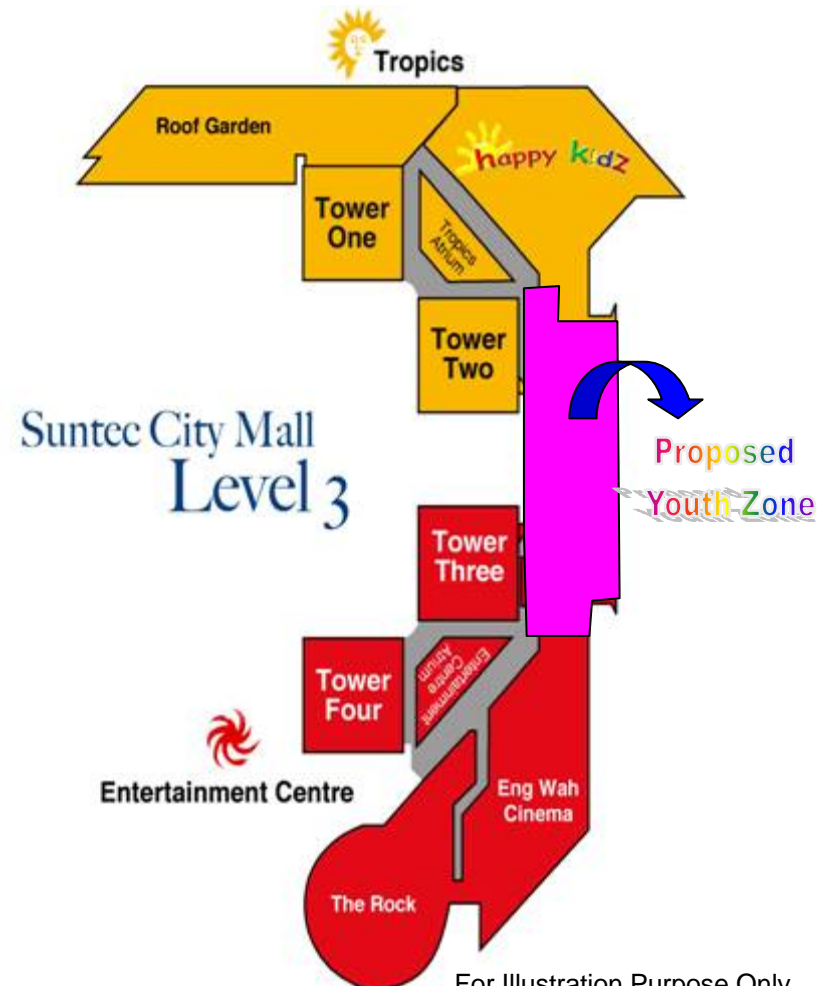 Tropics
Roof Garden
happy kidz
Tower
One
Tropics
Atrium
Tower
Two
Suntec City Mall
Level 3
Proposed
Youth Zone
Tower
Three
Entertainment
Centre
Atrium
Tower
Four
Entertainment Centre
Eng Wah
Cinema
The Rock
For Illustration Purpose Only